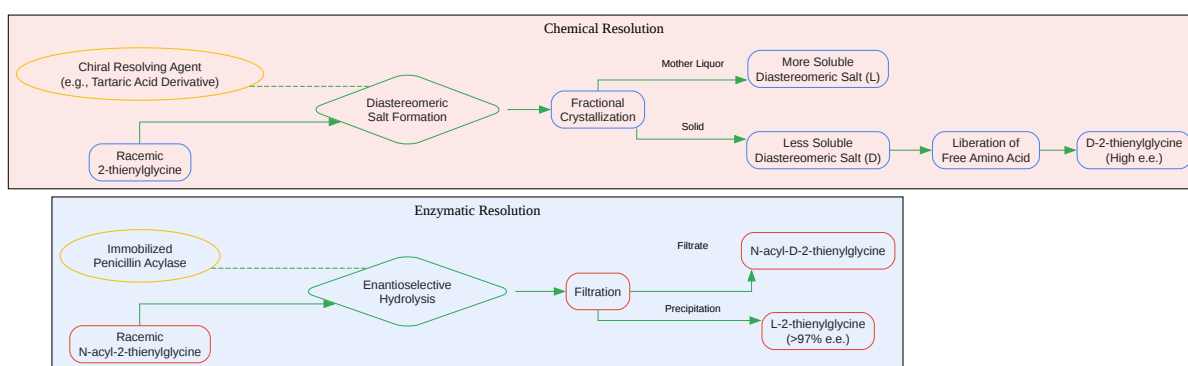 Chemical Resolution
Chiral Resolving Agent
(e.g., Tartaric Acid Derivative)
Racemic
2-thienylglycine
Diastereomeric
Salt Formation
Fractional
Crystallization
Mother Liquor
More Soluble
Diastereomeric Salt (L)
Solid
Less Soluble
Diastereomeric Salt (D)
Liberation of
Free Amino Acid
D-2-thienylglycine
(High e.e.)
Enzymatic Resolution
Immobilized
Penicillin Acylase
Racemic
N-acyl-2-thienylglycine
Enantioselective
Hydrolysis
Filtration
Filtrate
N-acyl-D-2-thienylglycine
Precipitation
L-2-thienylglycine
(>97% e.e.)